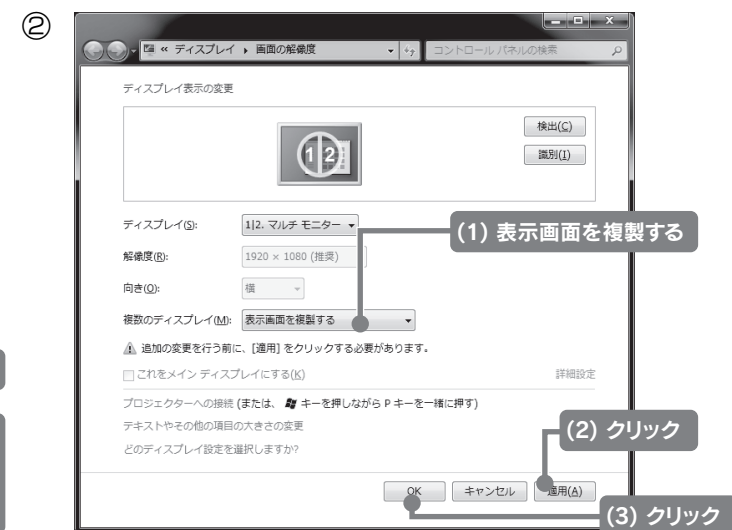 ②
« ディスプレイ ▸ 画面の解像度
コントロール パネルの検索
ディスプレイ表示の変更
1|2
検出(C)
識別(I)
ディスプレイ(S): 1|2. マルチ モニター
(1) 表示画面を複製する
解像度(R): 1920 × 1080 (推奨)
向き(O): 横
複数のディスプレイ(M): 表示画面を複製する
追加の変更を行う前に、[適用] をクリックする必要があります。
これをメイン ディスプレイにする(K) 詳細設定
プロジェクターへの接続 (または、 キーを押しながら P キーを一緒に押す)
テキストやその他の項目の大きさの変更
(2) クリック
どのディスプレイ設定を選択しますか?
OK キャンセル 適用(A)
(3) クリック